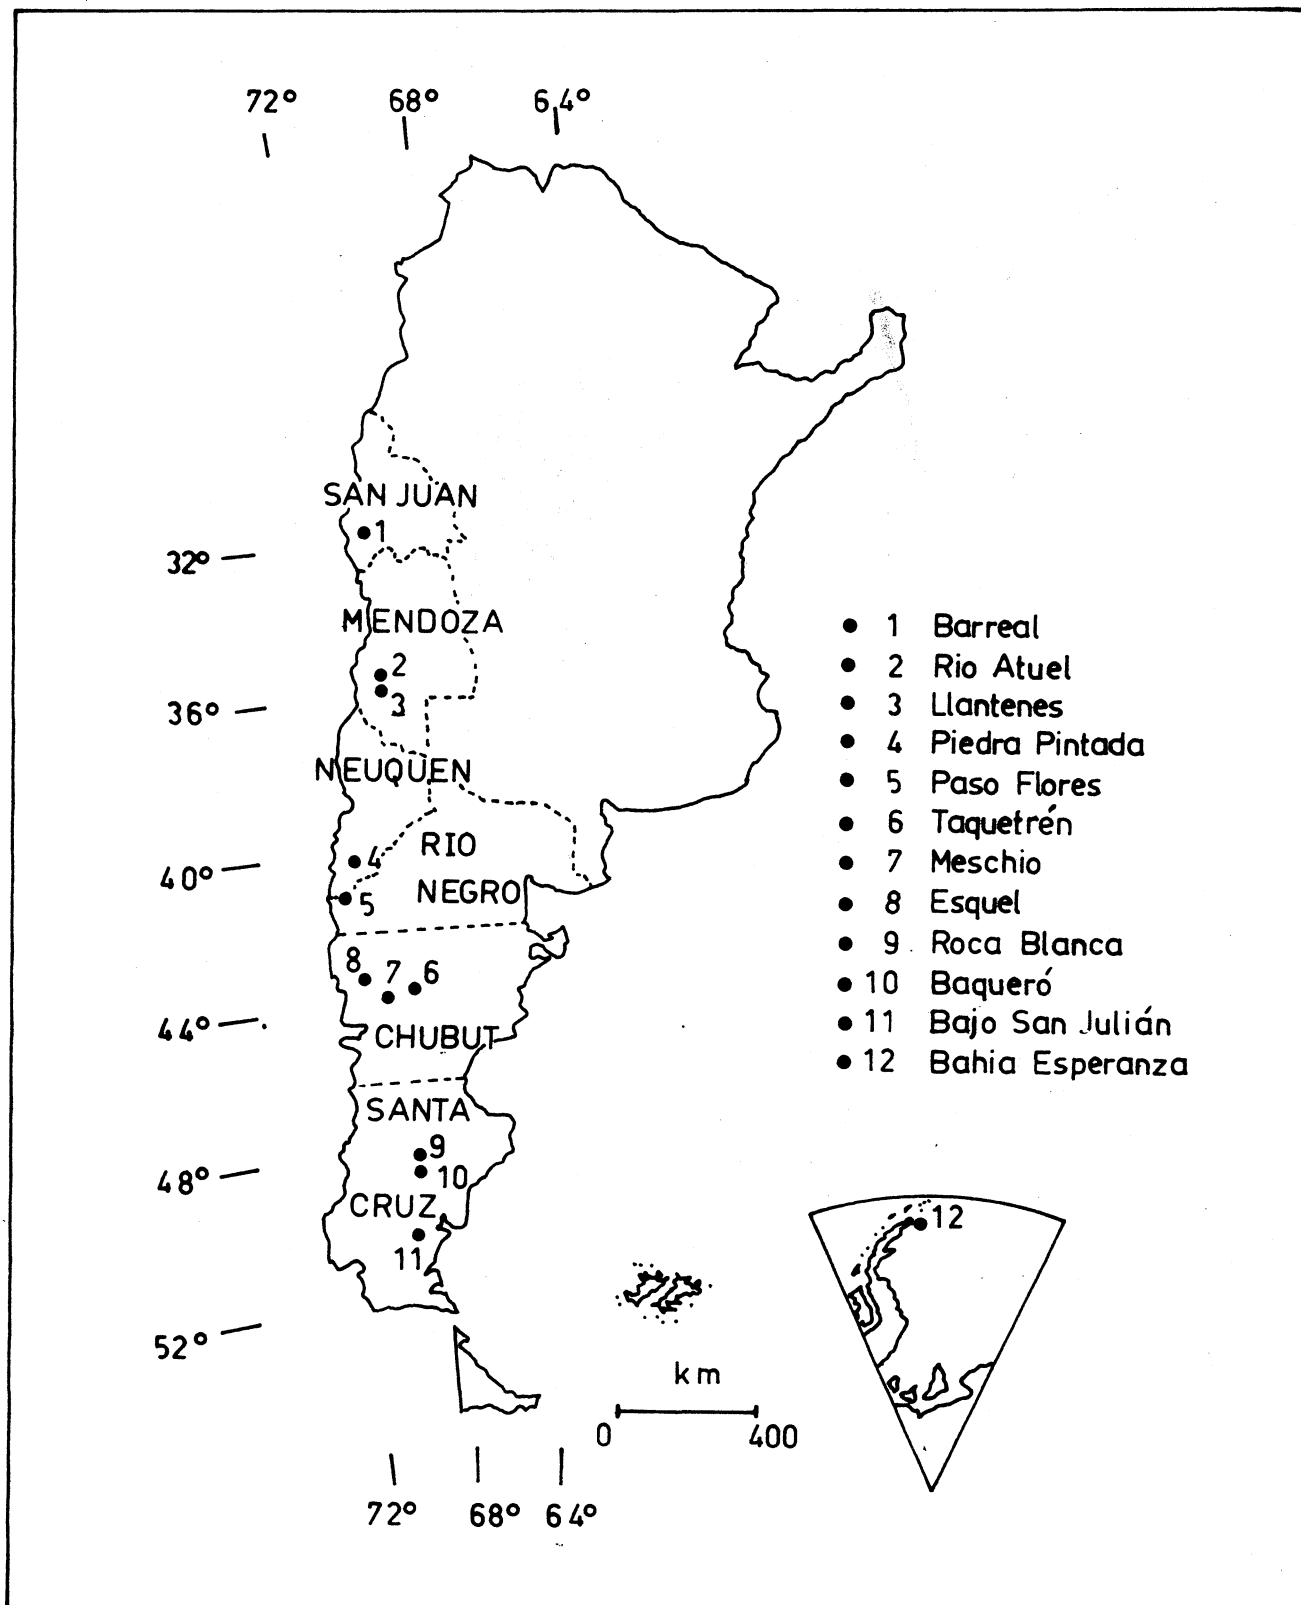 72° 68° 64°
SAN JUAN
1
32°
MENDOZA
2
3
36°
NEUQUEN
RIO
4
40°
NEGRO
5
8 7 6
44°
CHUBUT
SANTA
9
10
48°
CRUZ
11
52°
1 Barreal
2 Rio Atuel
3 Llantenes
4 Piedra Pintada
5 Paso Flores
6 Taquetrén
7 Meschio
8 Esquel
9 Roca Blanca
10 Baqueró
11 Bajo San Julián
12 Bahia Esperanza
12
km
0 400
72° 68° 64°